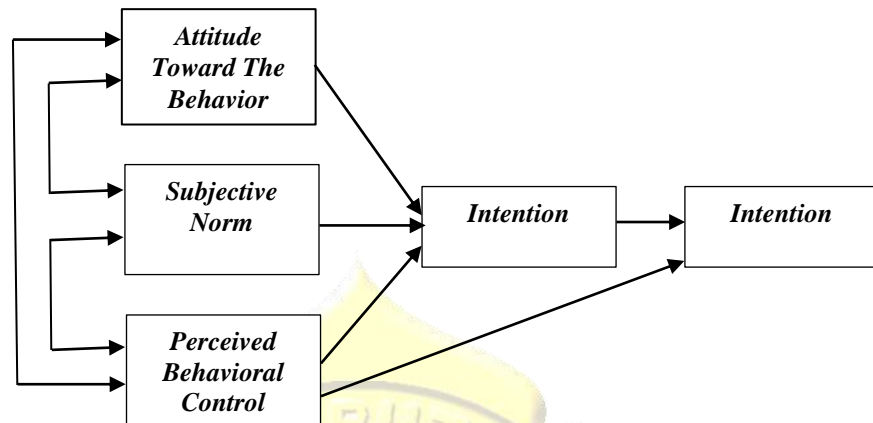 Attitude
Toward The
Behavior
Subjective
Norm
Intention
Intention
Perceived
Behavioral
Control